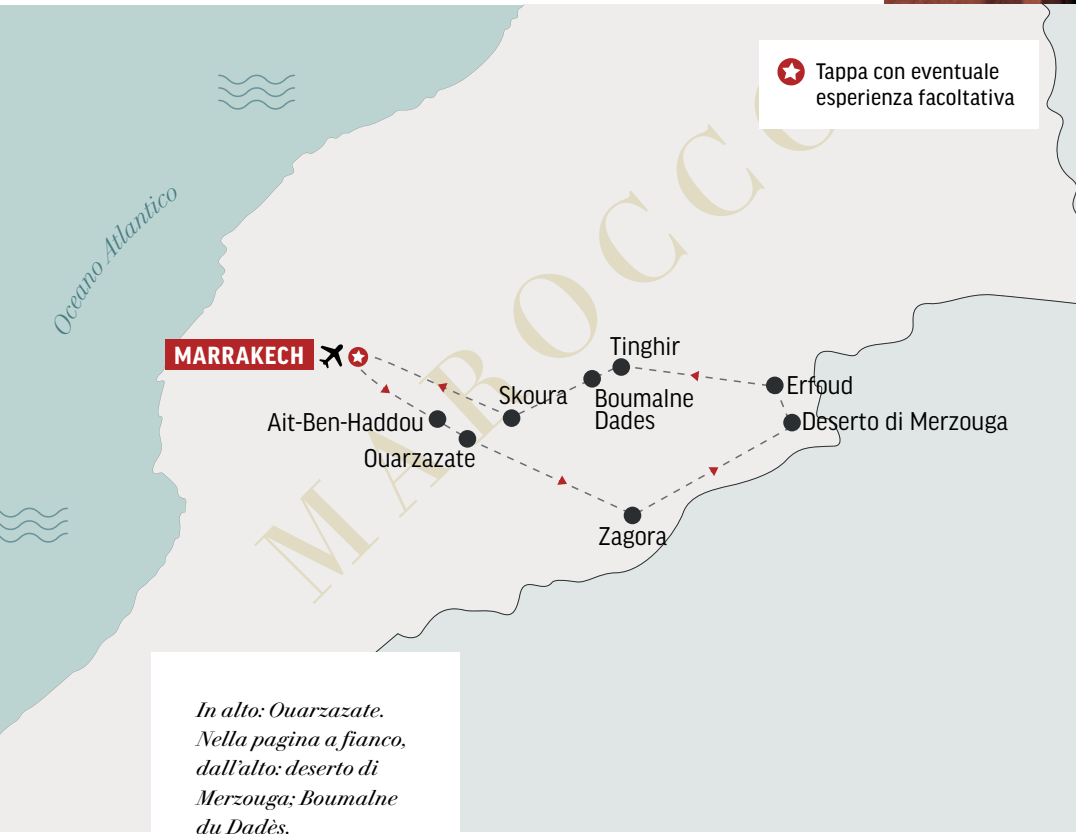 Tappa con eventuale
esperienza facoltativa
Oceano Atlantico
MAROCCO
MARRAKECH
Tinghir
Erfoud
Skoura
Boumalne
Dades
Ait-Ben-Haddou
Deserto di Merzouga
Ouarzazate
Zagora
In alto: Ouarzazate.
Nella pagina a fianco,
dall'alto: deserto di
Merzouga; Boumalne
du Dadès.